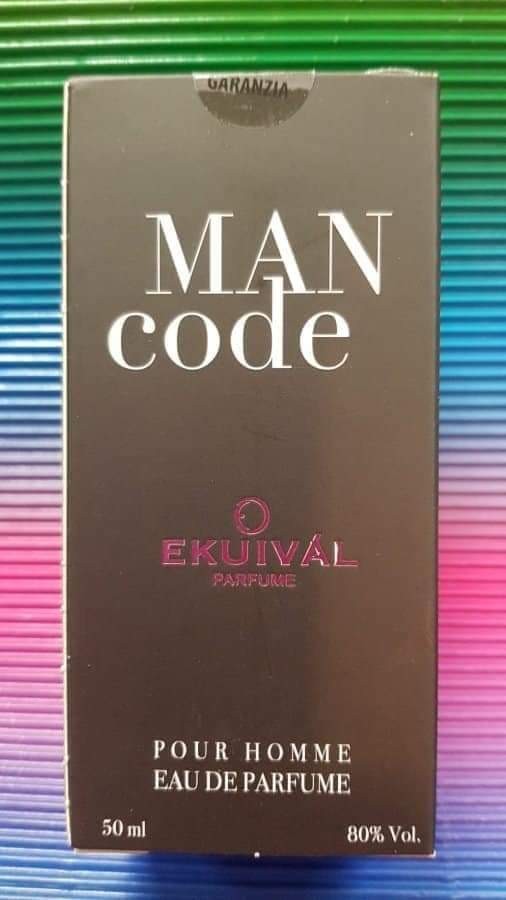 GARANZIA
MAN
code
EKUIVÁL
PARFUME
POUR HOMME
EAU DE PARFUME
50 ml
80% Vol.